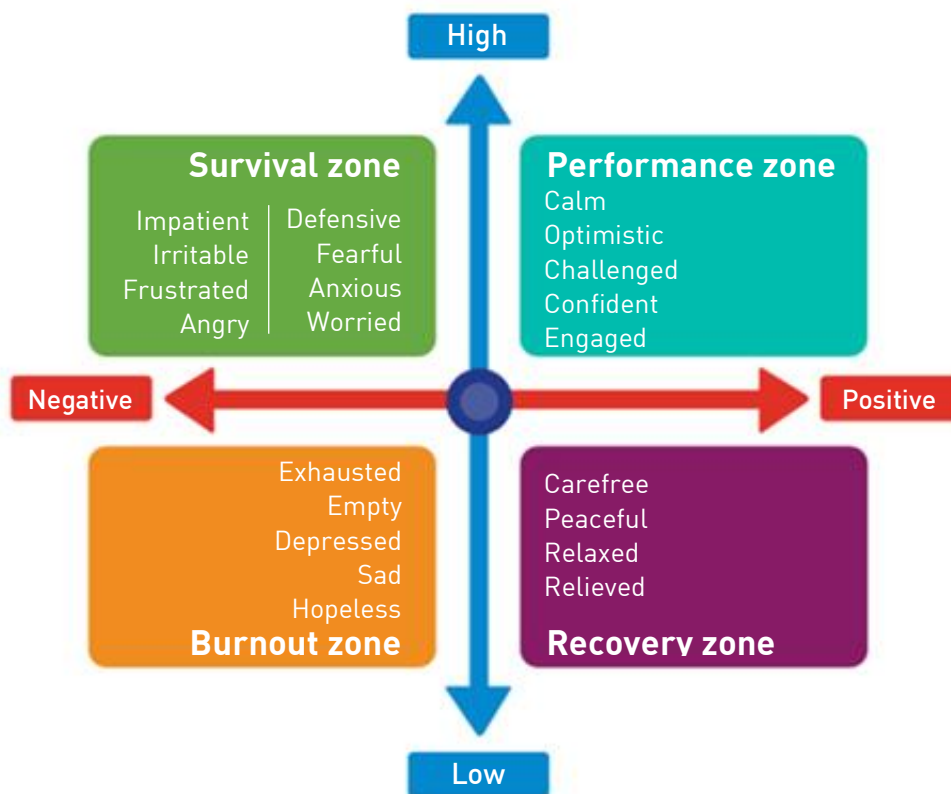 High
Survival zone
Impatient
Irritable
Frustrated
Angry
Defensive
Fearful
Anxious
Worried
Performance zone
Calm
Optimistic
Challenged
Confident
Engaged
Negative
Positive
Exhausted
Empty
Depressed
Sad
Hopeless
Burnout zone
Carefree
Peaceful
Relaxed
Relieved
Recovery zone
Low